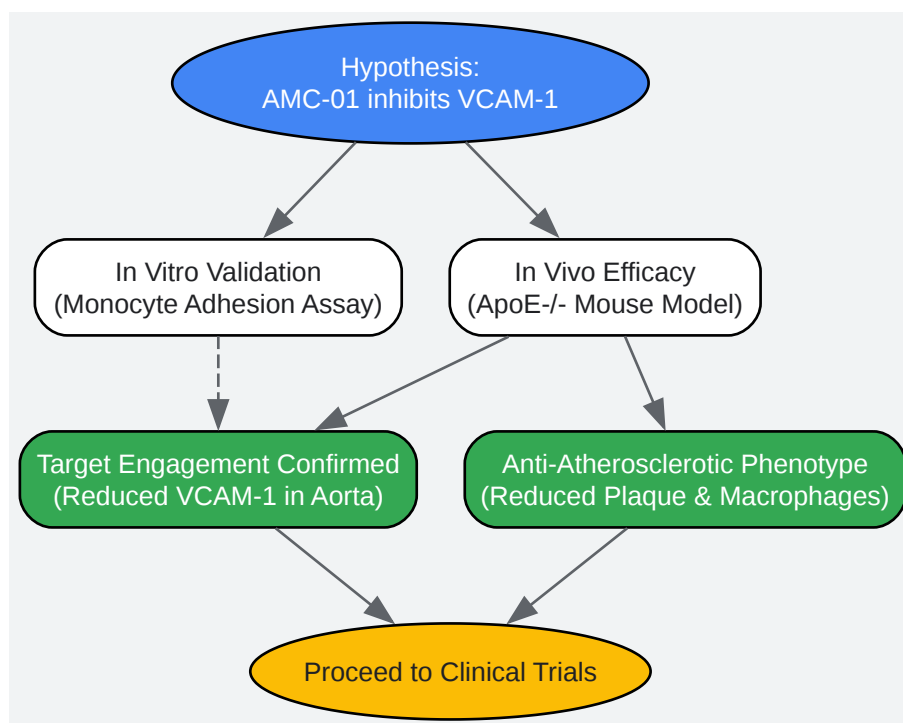 Hypothesis:
AMC-01 inhibits VCAM-1
In Vitro Validation
(Monocyte Adhesion Assay)
In Vivo Efficacy
(ApoE-/- Mouse Model)
Target Engagement Confirmed
(Reduced VCAM-1 in Aorta)
Anti-Atherosclerotic Phenotype
(Reduced Plaque & Macrophages)
Proceed to Clinical Trials